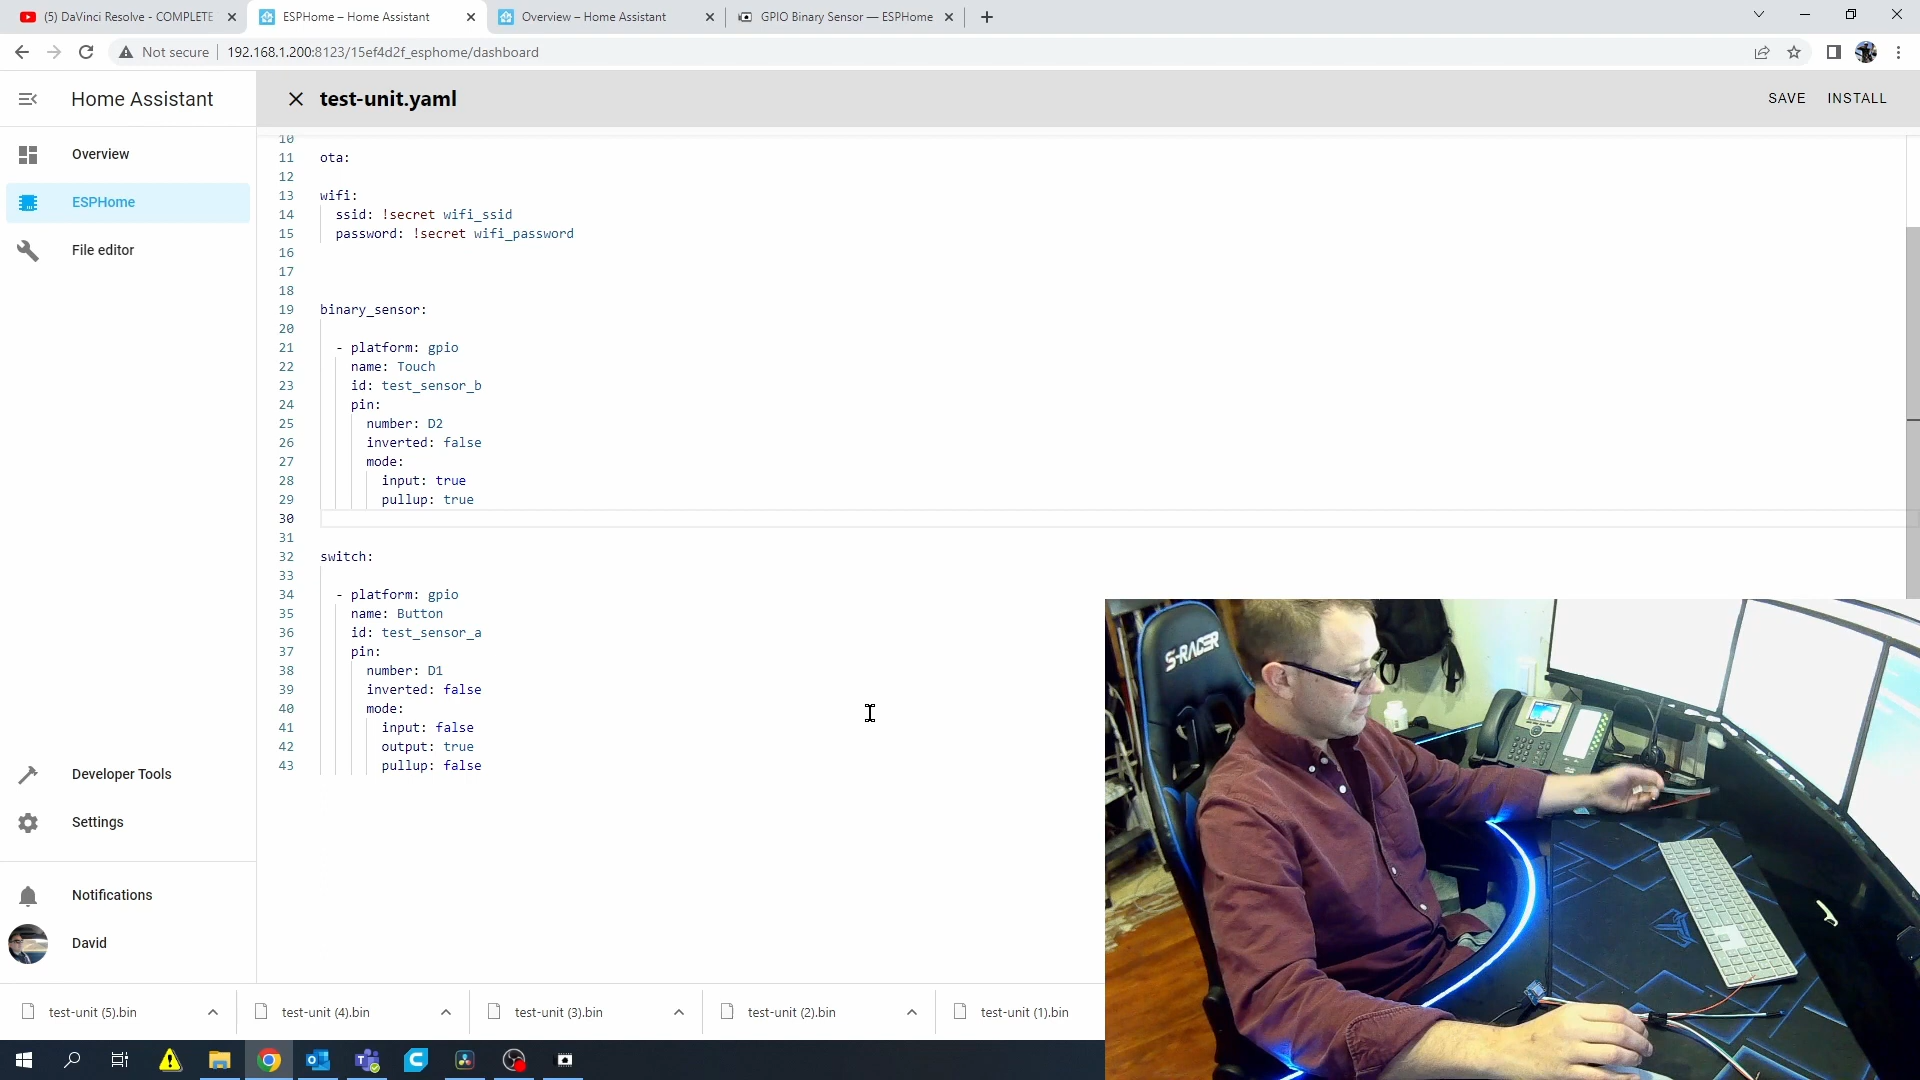 (5) DaVinci Resolve - COMPLETE
ESPHome – Home Assistant
Overview – Home Assistant
GPIO Binary Sensor — ESPHome
Not secure
192.168.1.200:8123/15ef4d2f_esphome/dashboard
Home Assistant
test-unit.yaml
SAVE
INSTALL
Overview
ESPHome
File editor
Developer Tools
Settings
Notifications
David
10
11 ota:
12
13 wifi:
14 ssid: !secret wifi_ssid
15 password: !secret wifi_password
16
17
18
19 binary_sensor:
20
21 - platform: gpio
22 name: Touch
23 id: test_sensor_b
24 pin:
25 number: D2
26 inverted: false
27 mode:
28 input: true
29 pullup: true
30
31
32 switch:
33
34 - platform: gpio
35 name: Button
36 id: test_sensor_a
37 pin:
38 number: D1
39 inverted: false
40 mode:
41 input: false
42 output: true
43 pullup: false
S-RACER
test-unit (5).bin
test-unit (4).bin
test-unit (3).bin
test-unit (2).bin
test-unit (1).bin